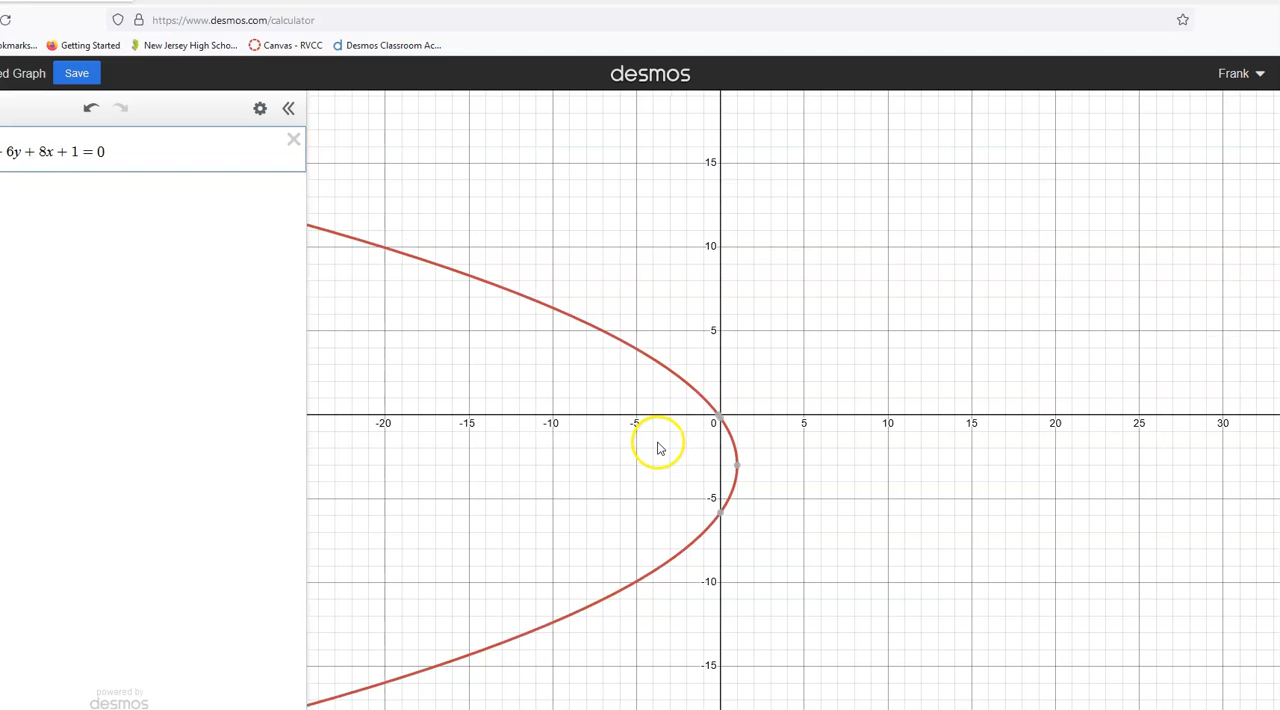 https://www.desmos.com/calculator
okmarks... Getting Started New Jersey High Scho... Canvas - RVCC Desmos Classroom Ac...
ed Graph Save desmos Frank
6y + 8x + 1 = 0
15
10
5
-20 -15 -10 -5 0 5 10 15 20 25 30
-5
-10
-15
powered by
desmos